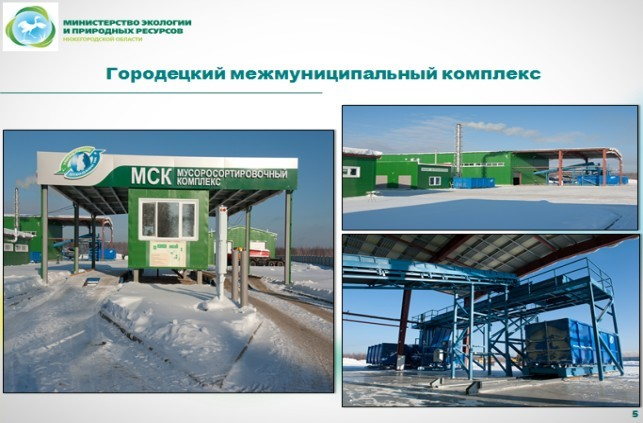 МИНИСТЕРСТВО ЭКОЛОГИИ
И ПРИРОДНЫХ РЕСУРСОВ
НИЖЕГОРОДСКОЙ ОБЛАСТИ
Городецкий межмуниципальный комплекс
МСК МУСОРОСОРТИРОВОЧНЫЙ
КОМПЛЕКС
5